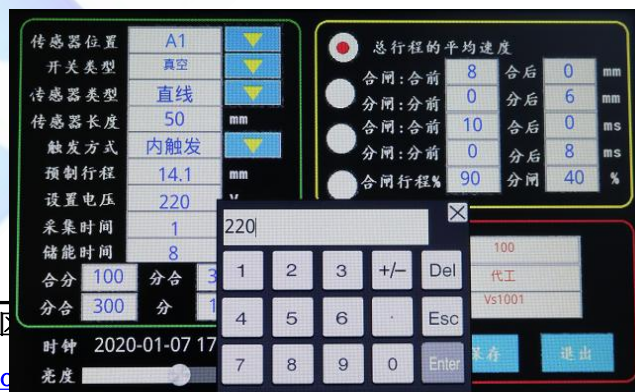 传感器位置 A1
开关类型 真空
传感器类型 直线
传感器长度 50 mm
触发方式 内触发
预制行程 14.1 mm
设置电压 220 V
采集时间 1
储能时间 8
合分 100 分合 3
分合 300 分 1
时钟 2020-01-07 17
亮度
总行程的平均速度
合闸:合前 8 合后 0 mm
分闸:分前 0 分后 6 mm
合闸:合前 10 合后 0 ms
分闸:分前 0 分后 8 ms
合闸行程% 90 分闸 40 %
220
1 2 3 +/− Del
4 5 6 . Esc
7 8 9 0 Enter
100
代工
Vs1001
保存 退出